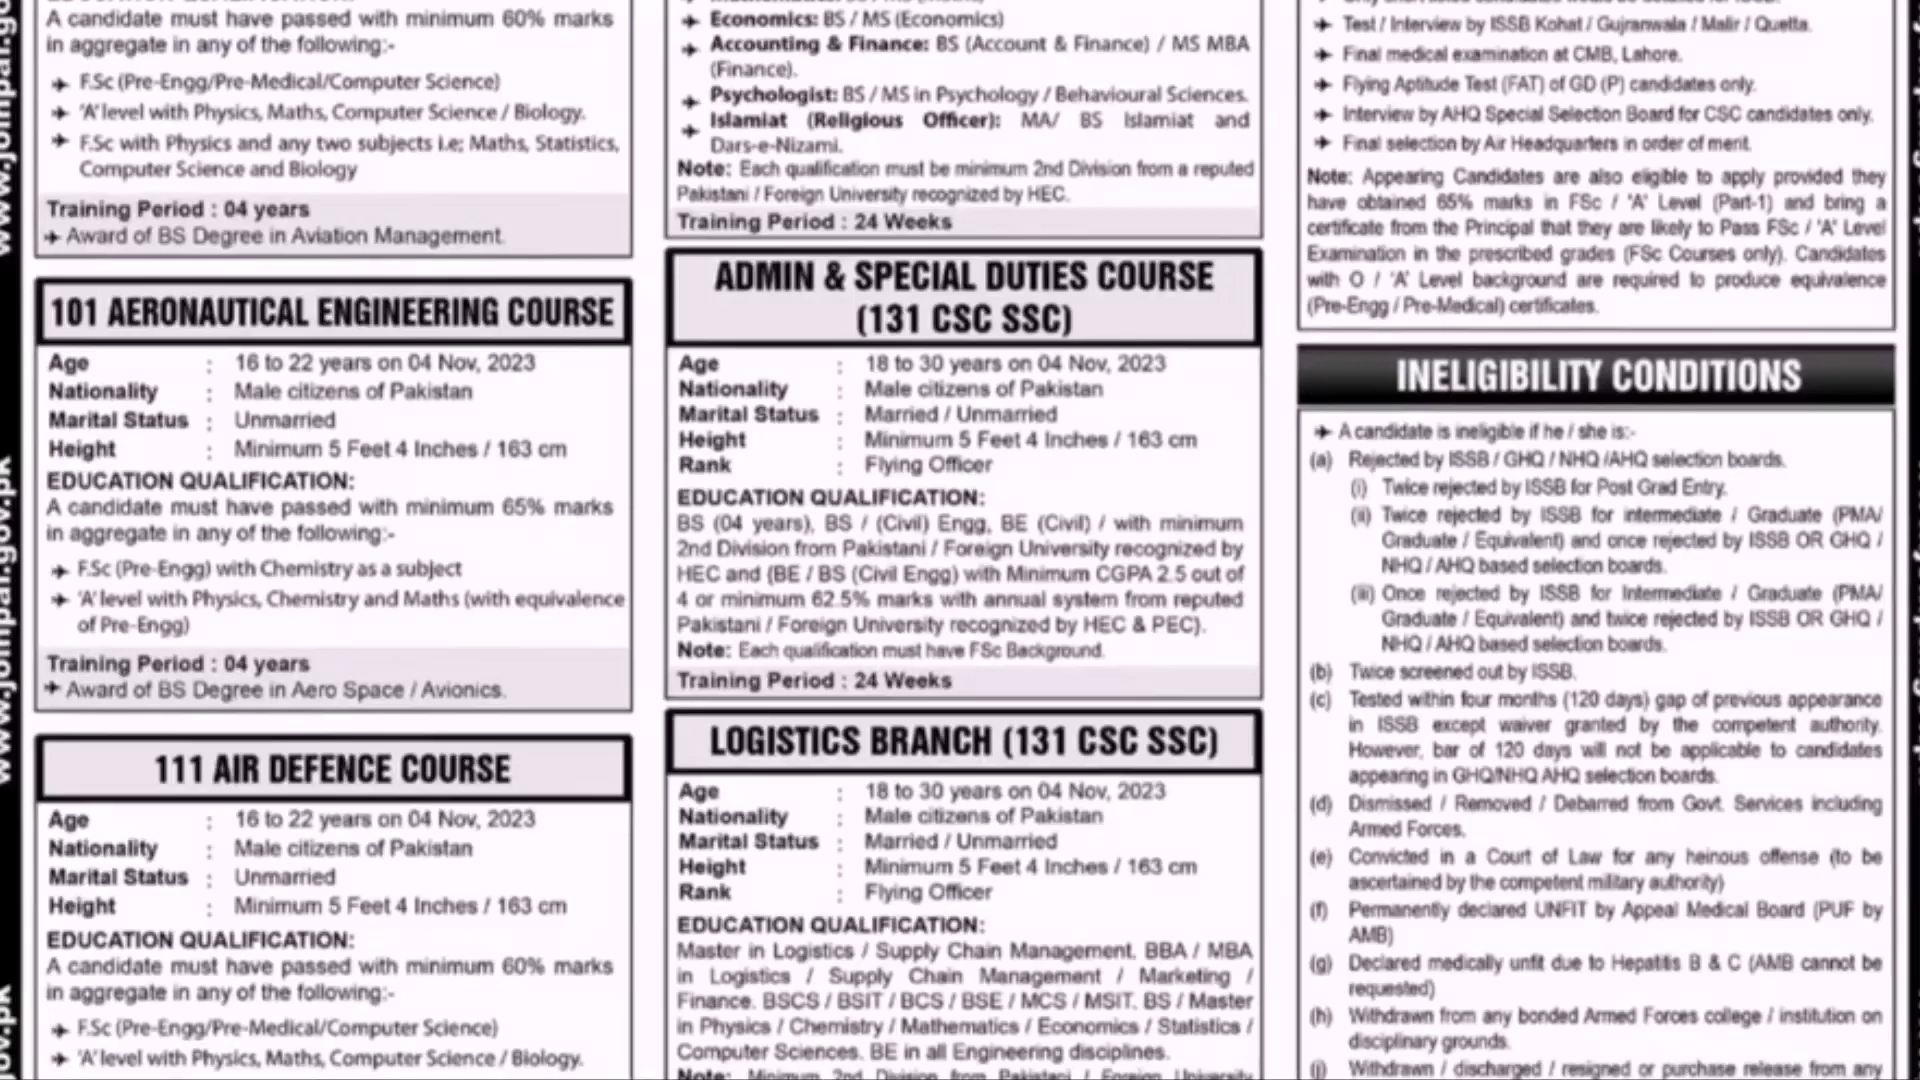 A candidate must have passed with minimum 60% marks
in aggregate in any of the following:-
F.Sc (Pre-Engg/Pre-Medical/Computer Science)
'A' level with Physics, Maths, Computer Science / Biology.
F.Sc with Physics and any two subjects i.e; Maths, Statistics,
Computer Science and Biology
Training Period : 04 years
Award of BS Degree in Aviation Management.
101 AERONAUTICAL ENGINEERING COURSE
Age : 16 to 22 years on 04 Nov, 2023
Nationality : Male citizens of Pakistan
Marital Status : Unmarried
Height : Minimum 5 Feet 4 Inches / 163 cm
EDUCATION QUALIFICATION:
A candidate must have passed with minimum 65% marks
in aggregate in any of the following:-
F.Sc (Pre-Engg) with Chemistry as a subject
'A' level with Physics, Chemistry and Maths (with equivalence
of Pre-Engg)
Training Period : 04 years
Award of BS Degree in Aero Space / Avionics.
111 AIR DEFENCE COURSE
Age : 16 to 22 years on 04 Nov, 2023
Nationality : Male citizens of Pakistan
Marital Status : Unmarried
Height : Minimum 5 Feet 4 Inches / 163 cm
EDUCATION QUALIFICATION:
A candidate must have passed with minimum 60% marks
in aggregate in any of the following:-
F.Sc (Pre-Engg/Pre-Medical/Computer Science)
'A' level with Physics, Maths, Computer Science / Biology.
Economics: BS / MS (Economics)
Accounting & Finance: BS (Account & Finance) / MS MBA
(Finance).
Psychologist: BS / MS in Psychology / Behavioural Sciences.
Islamiat (Religious Officer): MA/ BS Islamiat and
Dars-e-Nizami.
Note: Each qualification must be minimum 2nd Division from a reputed
Pakistani / Foreign University recognized by HEC.
Training Period : 24 Weeks
ADMIN & SPECIAL DUTIES COURSE
(131 CSC SSC)
Age : 18 to 30 years on 04 Nov, 2023
Nationality : Male citizens of Pakistan
Marital Status : Married / Unmarried
Height : Minimum 5 Feet 4 Inches / 163 cm
Rank : Flying Officer
EDUCATION QUALIFICATION:
BS (04 years), BS / (Civil) Engg, BE (Civil) / with minimum
2nd Division from Pakistani / Foreign University recognized by
HEC and (BE / BS (Civil Engg) with Minimum CGPA 2.5 out of
4 or minimum 62.5% marks with annual system from reputed
Pakistani / Foreign University recognized by HEC & PEC).
Note: Each qualification must have FSc Background.
Training Period : 24 Weeks
LOGISTICS BRANCH (131 CSC SSC)
Age : 18 to 30 years on 04 Nov, 2023
Nationality : Male citizens of Pakistan
Marital Status : Married / Unmarried
Height : Minimum 5 Feet 4 Inches / 163 cm
Rank : Flying Officer
EDUCATION QUALIFICATION:
Master in Logistics / Supply Chain Management, BBA / MBA
in Logistics / Supply Chain Management / Marketing /
Finance. BSCS / BSIT / BCS / BSE / MCS / MSIT. BS / Master
in Physics / Chemistry / Mathematics / Economics / Statistics /
Computer Sciences. BE in all Engineering disciplines.
Note: Minimum 2nd Division from Pakistani / Foreign University
Test / Interview by ISSB Kohat / Gujranwala / Malir / Quetta.
Final medical examination at CMB, Lahore.
Flying Aptitude Test (FAT) of GD (P) candidates only.
Interview by AHQ Special Selection Board for CSC candidates only.
Final selection by Air Headquarters in order of merit.
Note: Appearing Candidates are also eligible to apply provided they
have obtained 65% marks in FSc / 'A' Level (Part-1) and bring a
certificate from the Principal that they are likely to Pass FSc / 'A' Level
Examination in the prescribed grades (FSc Courses only). Candidates
with O / 'A' Level background are required to produce equivalence
(Pre-Engg / Pre-Medical) certificates.
INELIGIBILITY CONDITIONS
A candidate is ineligible if he / she is:-
(a) Rejected by ISSB / GHQ / NHQ /AHQ selection boards.
(i) Twice rejected by ISSB for Post Grad Entry.
(ii) Twice rejected by ISSB for intermediate / Graduate (PMA/
Graduate / Equivalent) and once rejected by ISSB OR GHQ /
NHQ / AHQ based selection boards.
(iii) Once rejected by ISSB for Intermediate / Graduate (PMA/
Graduate / Equivalent) and twice rejected by ISSB OR GHQ /
NHQ / AHQ based selection boards.
(b) Twice screened out by ISSB.
(c) Tested within four months (120 days) gap of previous appearance
in ISSB except waiver granted by the competent authority.
However, bar of 120 days will not be applicable to candidates
appearing in GHQ/NHQ AHQ selection boards.
(d) Dismissed / Removed / Debarred from Govt. Services including
Armed Forces.
(e) Convicted in a Court of Law for any heinous offense (to be
ascertained by the competent military authority)
(f) Permanently declared UNFIT by Appeal Medical Board (PUF by
AMB)
(g) Declared medically unfit due to Hepatitis B & C (AMB cannot be
requested)
(h) Withdrawn from any bonded Armed Forces college / institution on
disciplinary grounds.
Withdrawn / discharged / resigned or purchase release from any
www.joinpaf.gov.pk